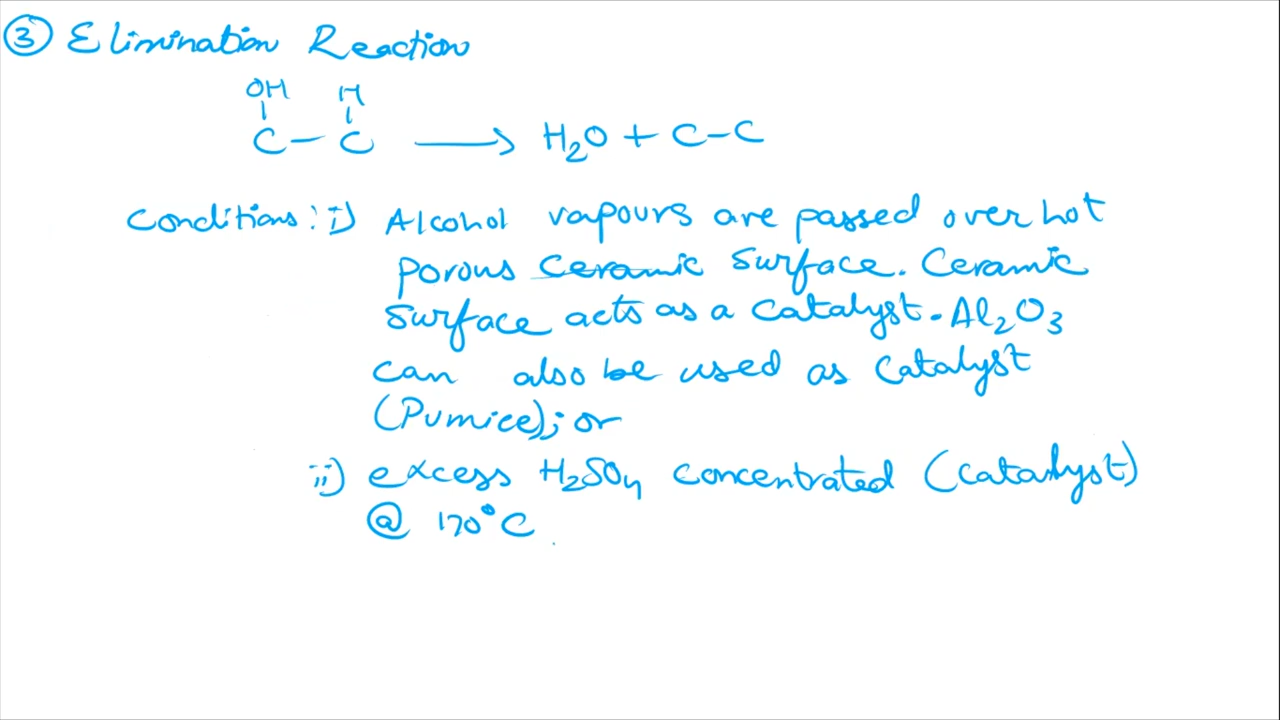 ③ Elimination Reaction
OH H
C - C ⟶ H₂O + C - C
Conditions: i) Alcohol vapours are passed over hot
porous ceramic surface. Ceramic
surface acts as a catalyst. Al₂O₃
can also be used as catalyst
(Pumice); or
ii) excess H₂SO₄ concentrated (catalyst)
@ 170°C